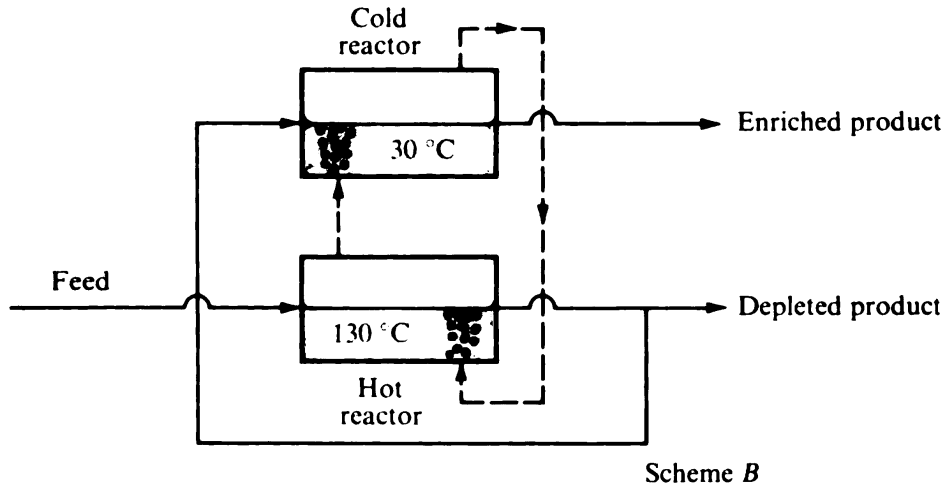 Cold
reactor
Enriched product
30 °C
Feed
Depleted product
130 °C
Hot
reactor
Scheme B